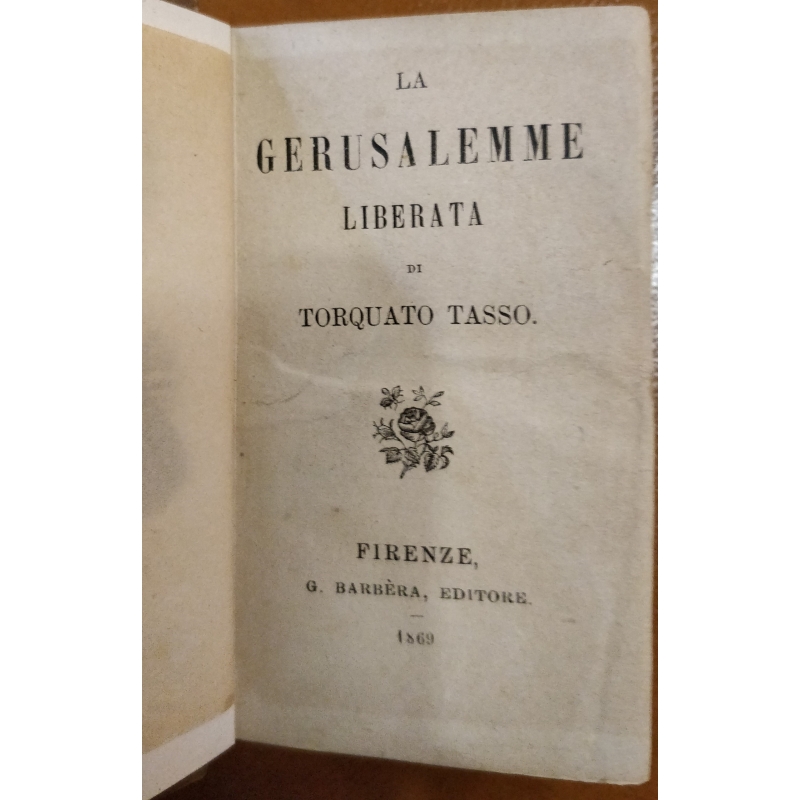 LA
GERUSALEMME
LIBERATA
DI
TORQUATO TASSO.
FIRENZE,
G. BARBÈRA, EDITORE.
1869